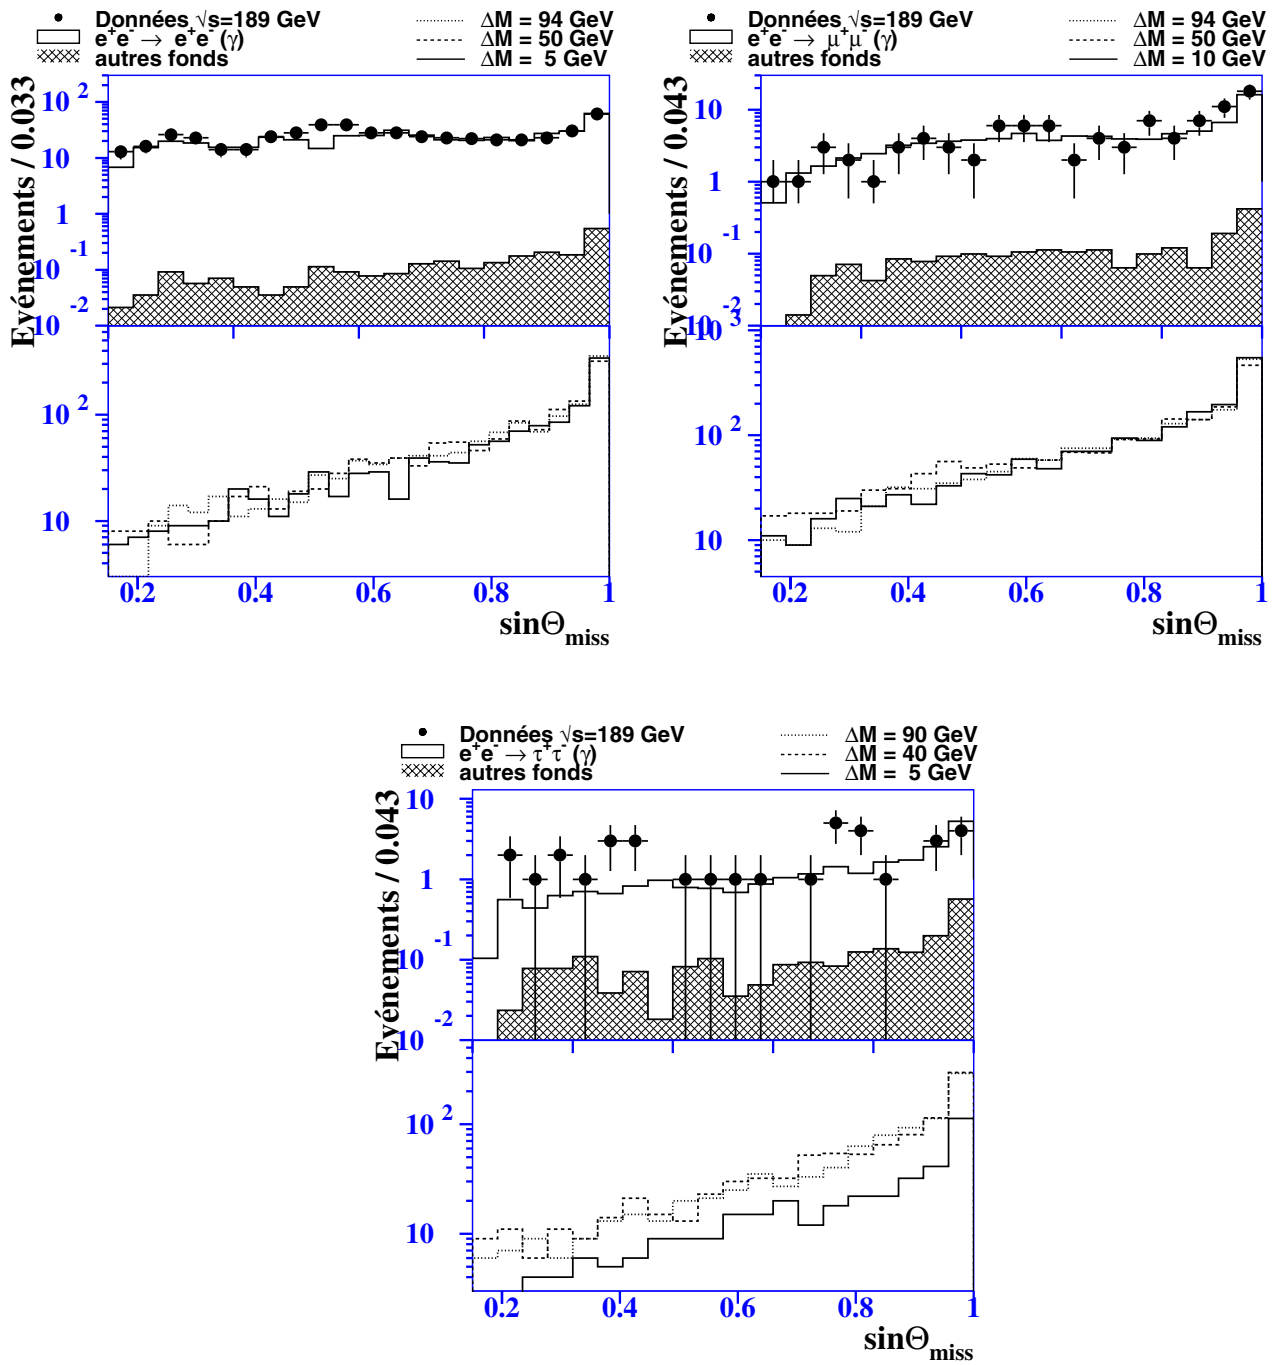 Données √s=189 GeV
e⁺e⁻ → e⁺e⁻(γ)
autres fonds
ΔM = 94 GeV
ΔM = 50 GeV
ΔM = 5 GeV
Evénements / 0.033
10²
10
1
10⁻¹
10⁻²
10²
10
0.2 0.4 0.6 0.8 1
sinΘmiss
Données √s=189 GeV
e⁺e⁻ → μ⁺μ⁻(γ)
autres fonds
ΔM = 94 GeV
ΔM = 50 GeV
ΔM = 10 GeV
Evénements / 0.043
10
1
10⁻¹
10⁻²
10³
10²
10
0.2 0.4 0.6 0.8 1
sinΘmiss
Données √s=189 GeV
e⁺e⁻ → τ⁺τ⁻(γ)
autres fonds
ΔM = 90 GeV
ΔM = 40 GeV
ΔM = 5 GeV
Evénements / 0.043
10
1
10⁻¹
10⁻²
10²
10
0.2 0.4 0.6 0.8 1
sinΘmiss